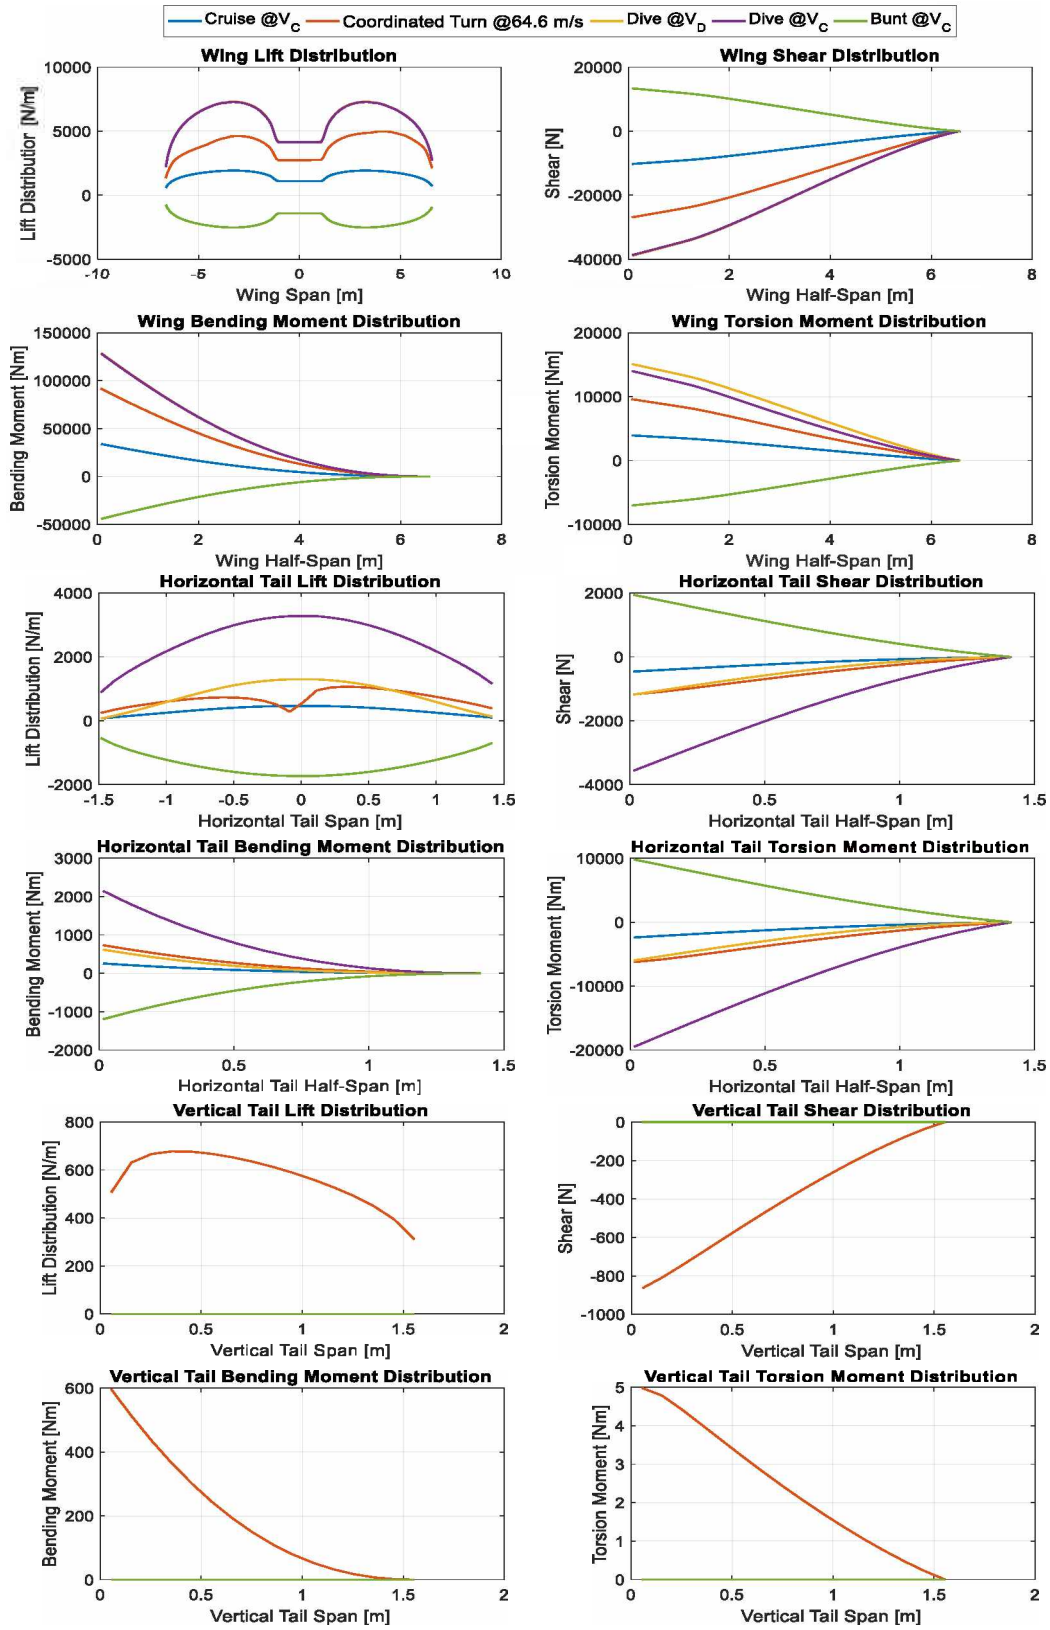 Cruise @V_C Coordinated Turn @64.6 m/s Dive @V_D Dive @V_C Bunt @V_C
Wing Lift Distribution
10000
5000
0
-5000
-10 -5 0 5 10
Lift Distribution [N/m]
Wing Span [m]
Wing Shear Distribution
20000
0
-20000
-40000
0 2 4 6 8
Shear [N]
Wing Half-Span [m]
Wing Bending Moment Distribution
150000
100000
50000
0
-50000
0 2 4 6 8
Bending Moment [Nm]
Wing Half-Span [m]
Wing Torsion Moment Distribution
20000
10000
0
-10000
0 2 4 6 8
Torsion Moment [Nm]
Wing Half-Span [m]
Horizontal Tail Lift Distribution
4000
2000
0
-2000
-1.5 -1 -0.5 0 0.5 1 1.5
Lift Distribution [N/m]
Horizontal Tail Span [m]
Horizontal Tail Shear Distribution
2000
0
-2000
-4000
0 0.5 1 1.5
Shear [N]
Horizontal Tail Half-Span [m]
Horizontal Tail Bending Moment Distribution
3000
2000
1000
0
-1000
-2000
0 0.5 1 1.5
Bending Moment [Nm]
Horizontal Tail Half-Span [m]
Horizontal Tail Torsion Moment Distribution
10000
0
-10000
-20000
0 0.5 1 1.5
Torsion Moment [Nm]
Horizontal Tail Half-Span [m]
Vertical Tail Lift Distribution
800
600
400
200
0
0 0.5 1 1.5 2
Lift Distribution [N/m]
Vertical Tail Span [m]
Vertical Tail Shear Distribution
0
-200
-400
-600
-800
-1000
0 0.5 1 1.5 2
Shear [N]
Vertical Tail Span [m]
Vertical Tail Bending Moment Distribution
600
400
200
0
0 0.5 1 1.5 2
Bending Moment [Nm]
Vertical Tail Span [m]
Vertical Tail Torsion Moment Distribution
5
4
3
2
1
0
0 0.5 1 1.5 2
Torsion Moment [Nm]
Vertical Tail Span [m]